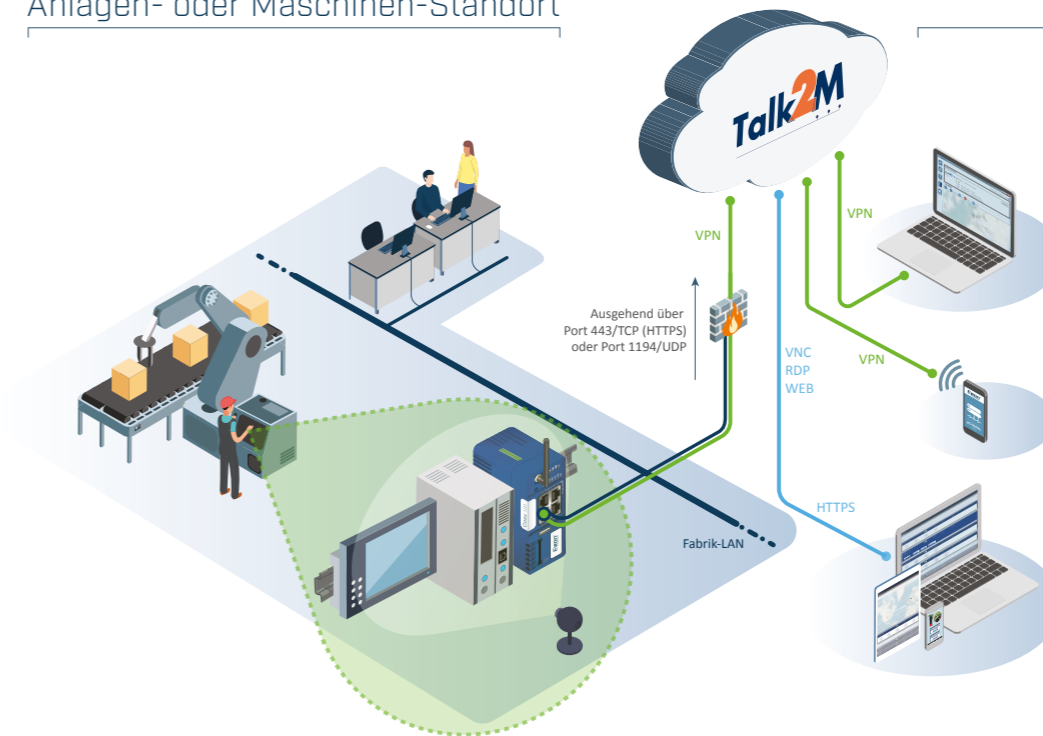 Anlagen- oder Maschinen-Standort
Talk2M
VPN
VPN
Ausgehend über
Port 443/TCP (HTTPS)
oder Port 1194/UDP
VNC
RDP
WEB
VPN
HTTPS
Fabrik-LAN